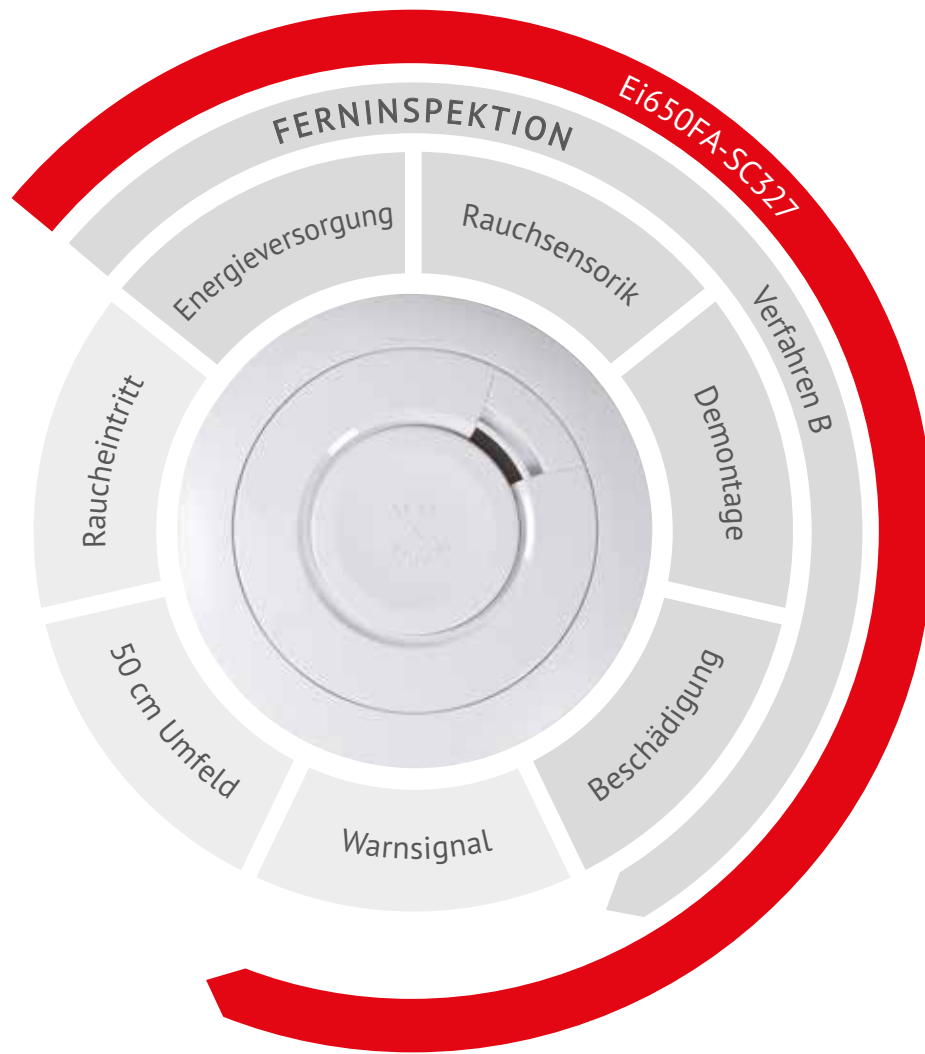 Ei650FA-SC327
FERNINSPEKTION
Verfahren B
Energieversorgung
Rauchsensorik
Demontage
Beschädigung
Warnsignal
50 cm Umfeld
Raucheintritt